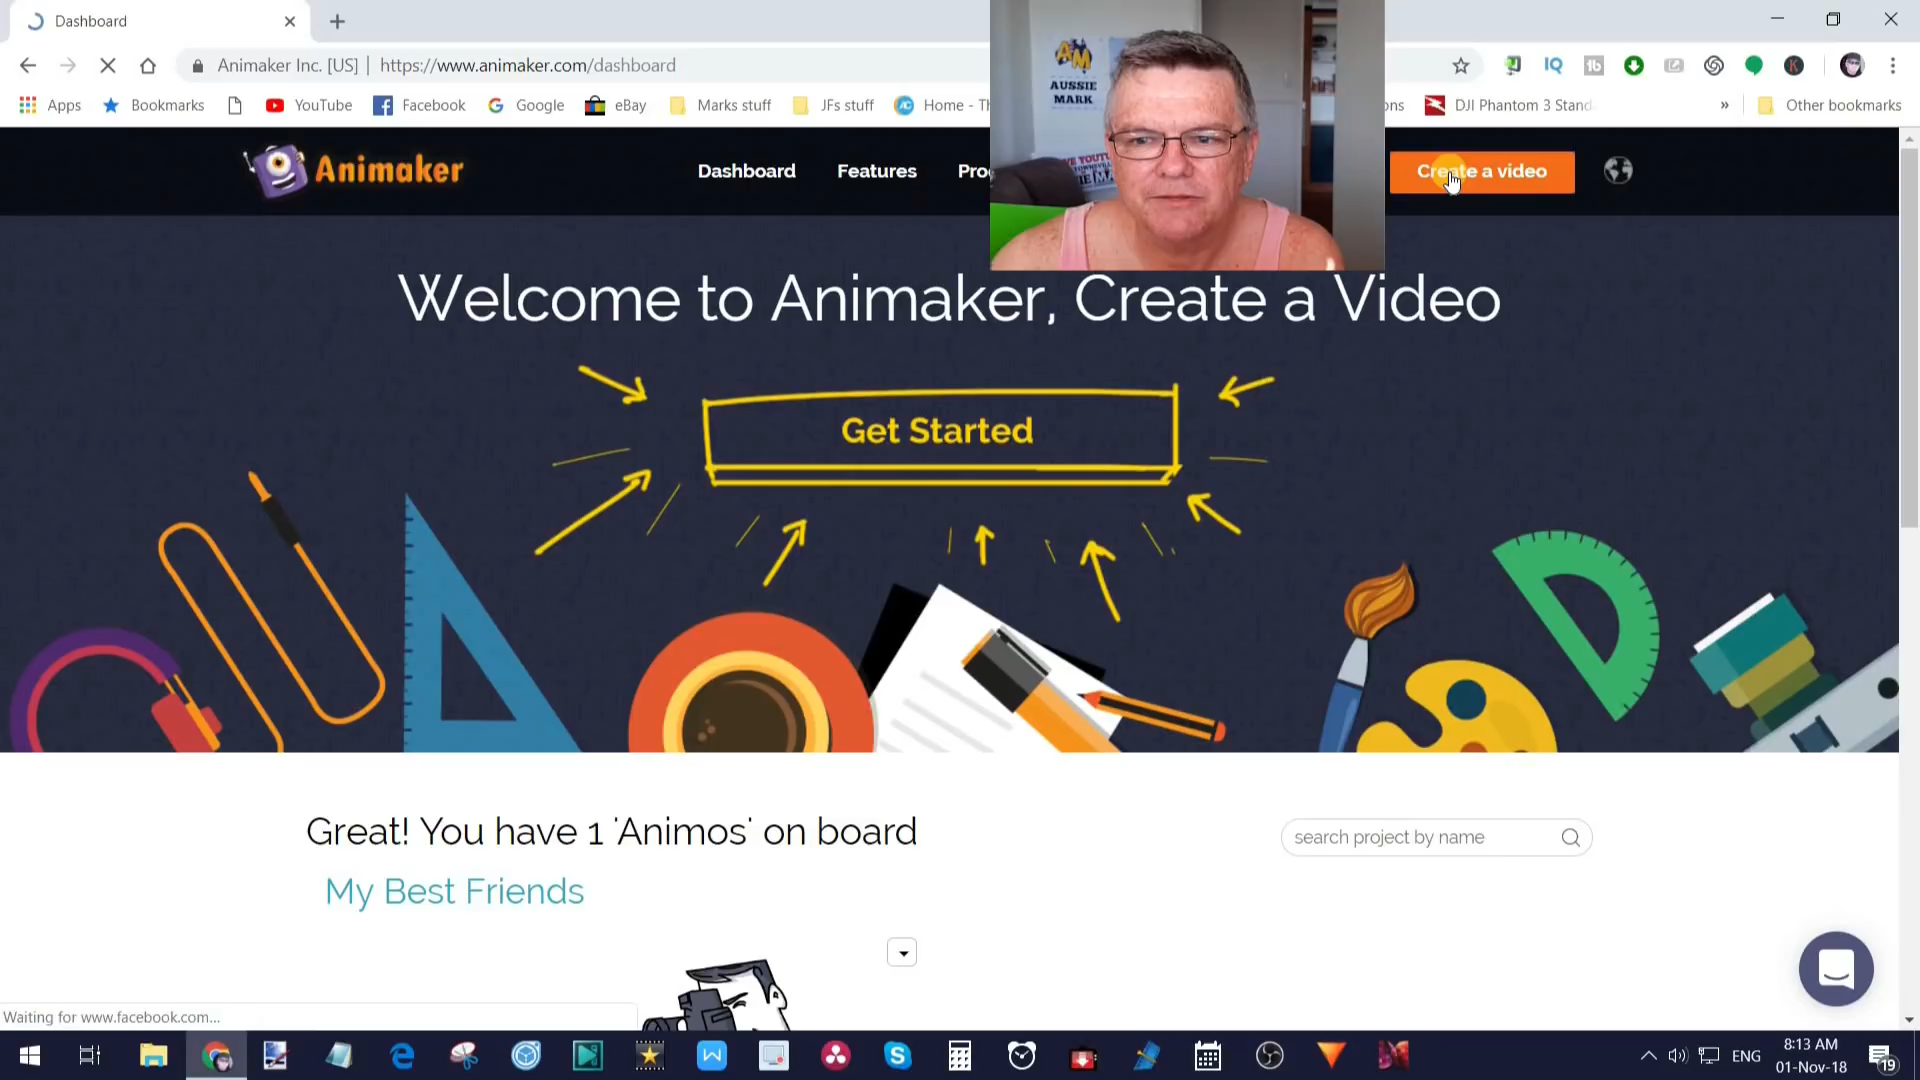 Dashboard
Animaker Inc. [US] | https://www.animaker.com/dashboard
Apps Bookmarks YouTube Facebook Google eBay Marks stuff JFs stuff Home - Th ons DJI Phantom 3 Stand » Other bookmarks
AM
AUSSIE
MARK
Animaker Dashboard Features Create a video
Welcome to Animaker, Create a Video
Get Started
Great! You have 1 'Animos' on board
search project by name
My Best Friends
Waiting for www.facebook.com...
ENG
8:13 AM
01-Nov-18
19